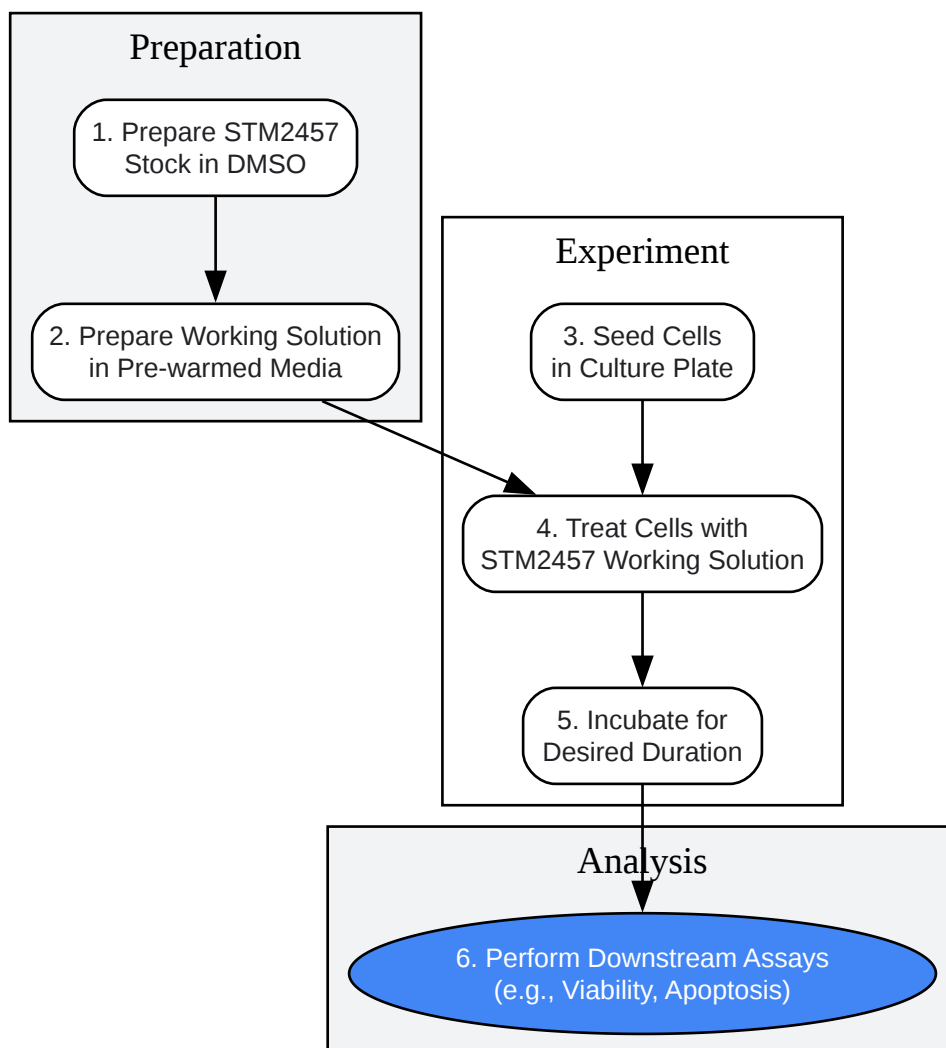 Preparation
1. Prepare STM2457
Stock in DMSO
2. Prepare Working Solution
in Pre-warmed Media
Experiment
3. Seed Cells
in Culture Plate
4. Treat Cells with
STM2457 Working Solution
5. Incubate for
Desired Duration
Analysis
6. Perform Downstream Assays
(e.g., Viability, Apoptosis)